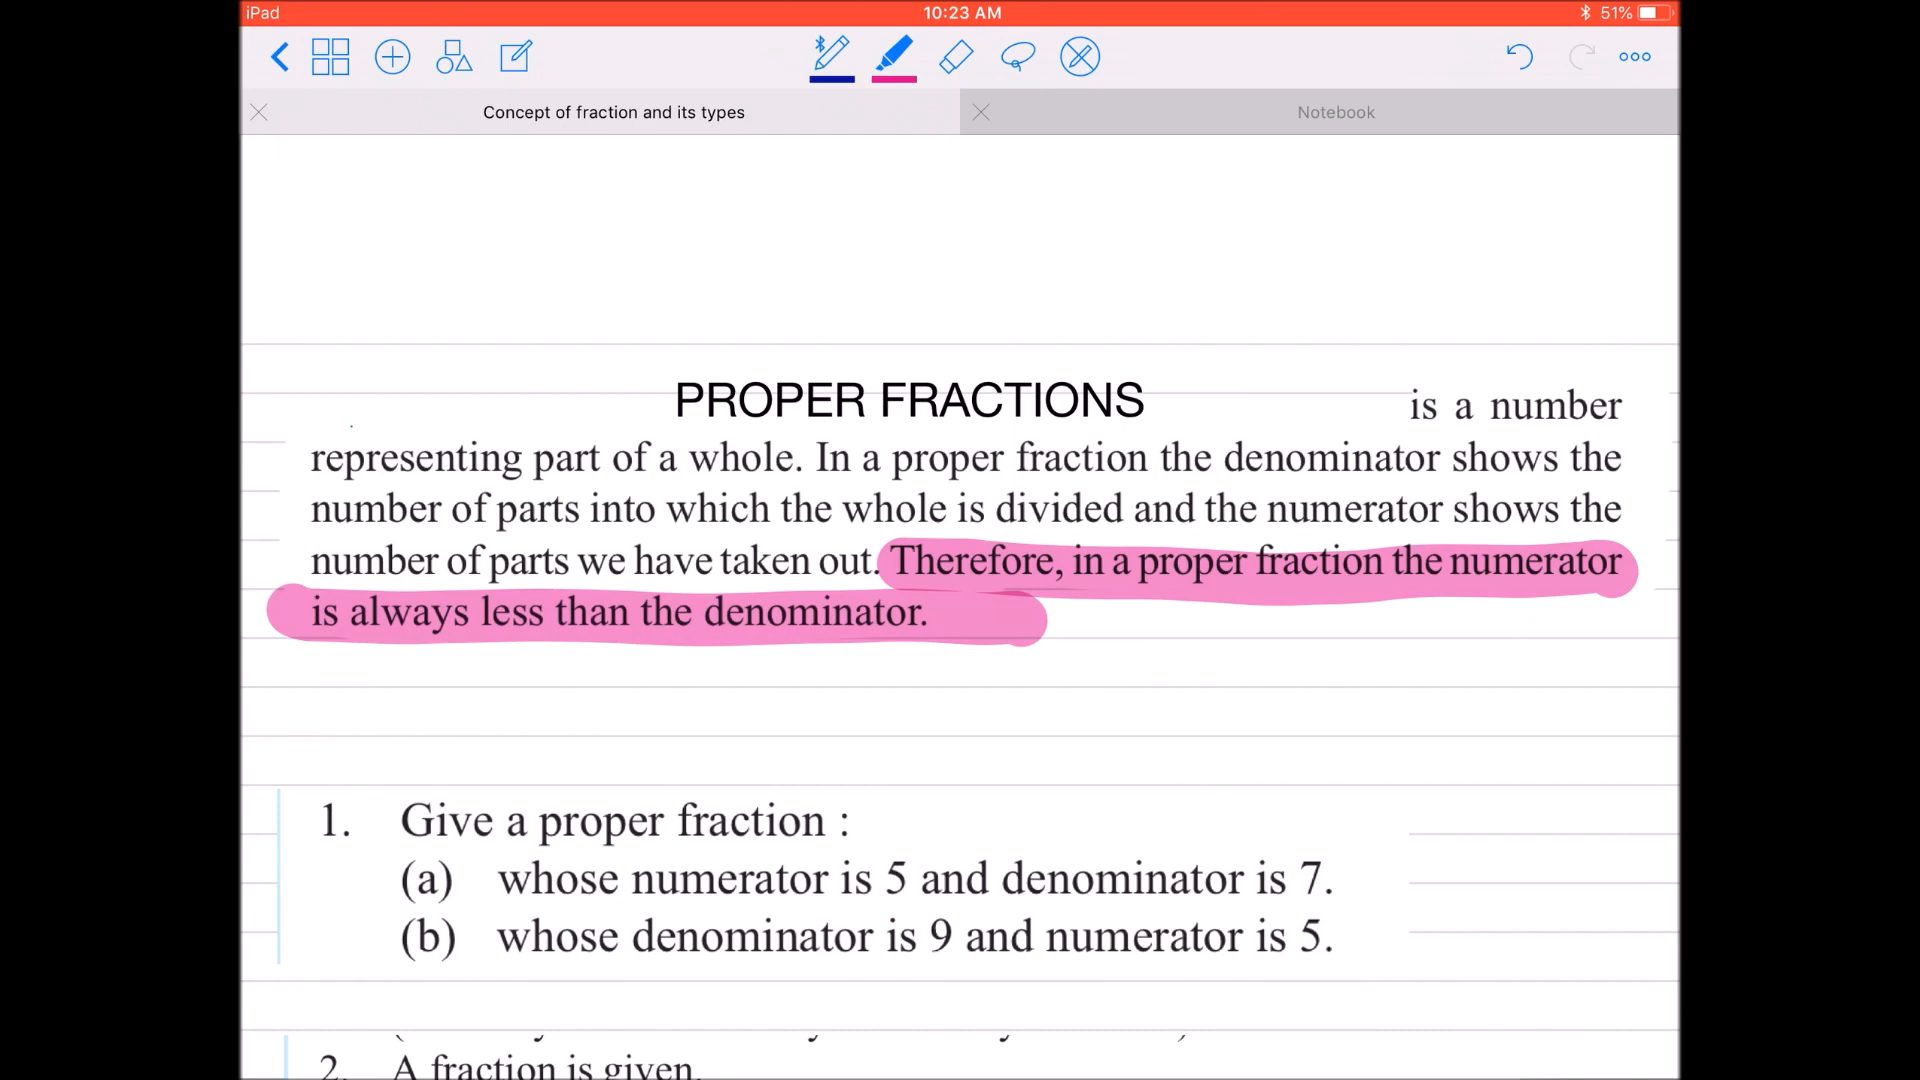 iPad
10:23 AM
51%
Concept of fraction and its types
Notebook
PROPER FRACTIONS is a number
representing part of a whole. In a proper fraction the denominator shows the
number of parts into which the whole is divided and the numerator shows the
number of parts we have taken out. Therefore, in a proper fraction the numerator
is always less than the denominator.
1. Give a proper fraction :
(a) whose numerator is 5 and denominator is 7.
(b) whose denominator is 9 and numerator is 5.
2. A fraction is given.